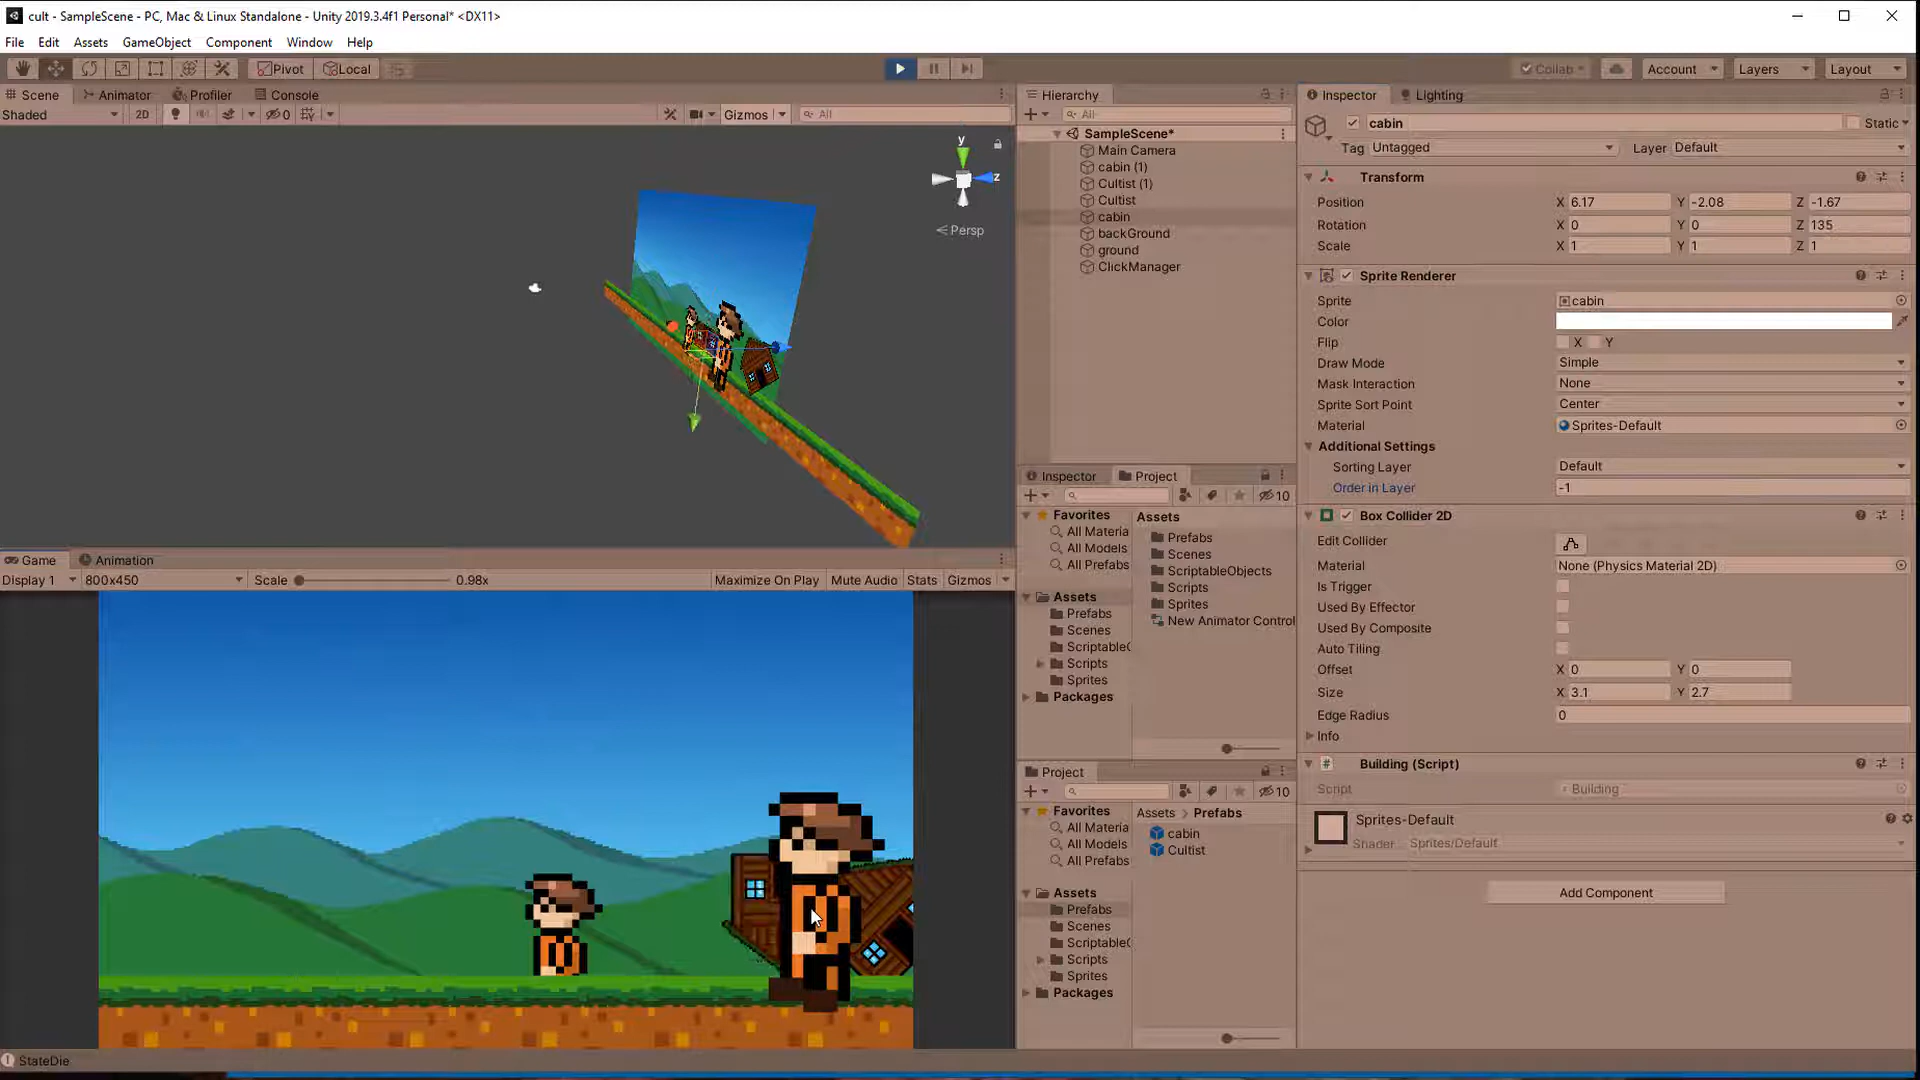 cult - SampleScene - PC, Mac & Linux Standalone - Unity 2019.3.4f1 Personal* <DX11>
File Edit Assets GameObject Component Window Help
Pivot Local Collab Account Layers Layout
Scene Animator Profiler Console
Shaded 2D 0 Gizmos All
y
z
Persp
Hierarchy
All
SampleScene*
Main Camera
cabin (1)
Cultist (1)
Cultist
cabin
backGround
ground
ClickManager
Inspector Lighting
cabin Static
Tag Untagged Layer Default
Transform
Position X 6.17 Y -2.08 Z -1.67
Rotation X 0 Y 0 Z 135
Scale X 1 Y 1 Z 1
Sprite Renderer
Sprite cabin
Color
Flip X Y
Draw Mode Simple
Mask Interaction None
Sprite Sort Point Center
Material Sprites-Default
Additional Settings
Sorting Layer Default
Order in Layer -1
Box Collider 2D
Edit Collider
Material None (Physics Material 2D)
Is Trigger
Used By Effector
Used By Composite
Auto Tiling
Offset X 0 Y 0
Size X 3.1 Y 2.7
Edge Radius 0
Info
Building (Script)
Script Building
Sprites-Default
Shader Sprites/Default
Add Component
Inspector Project
10
Favorites
All Materia
All Models
All Prefabs
Assets
Prefabs
Scenes
Scriptable(
Scripts
Sprites
Packages
Assets
Prefabs
Scenes
ScriptableObjects
Scripts
Sprites
New Animator Control
Game Animation
Display 1 800x450 Scale 0.98x Maximize On Play Mute Audio Stats Gizmos
Project
10
Favorites
All Materia
All Models
All Prefabs
Assets
Prefabs
Scenes
Scriptable(
Scripts
Sprites
Packages
Assets > Prefabs
cabin
Cultist
StateDie